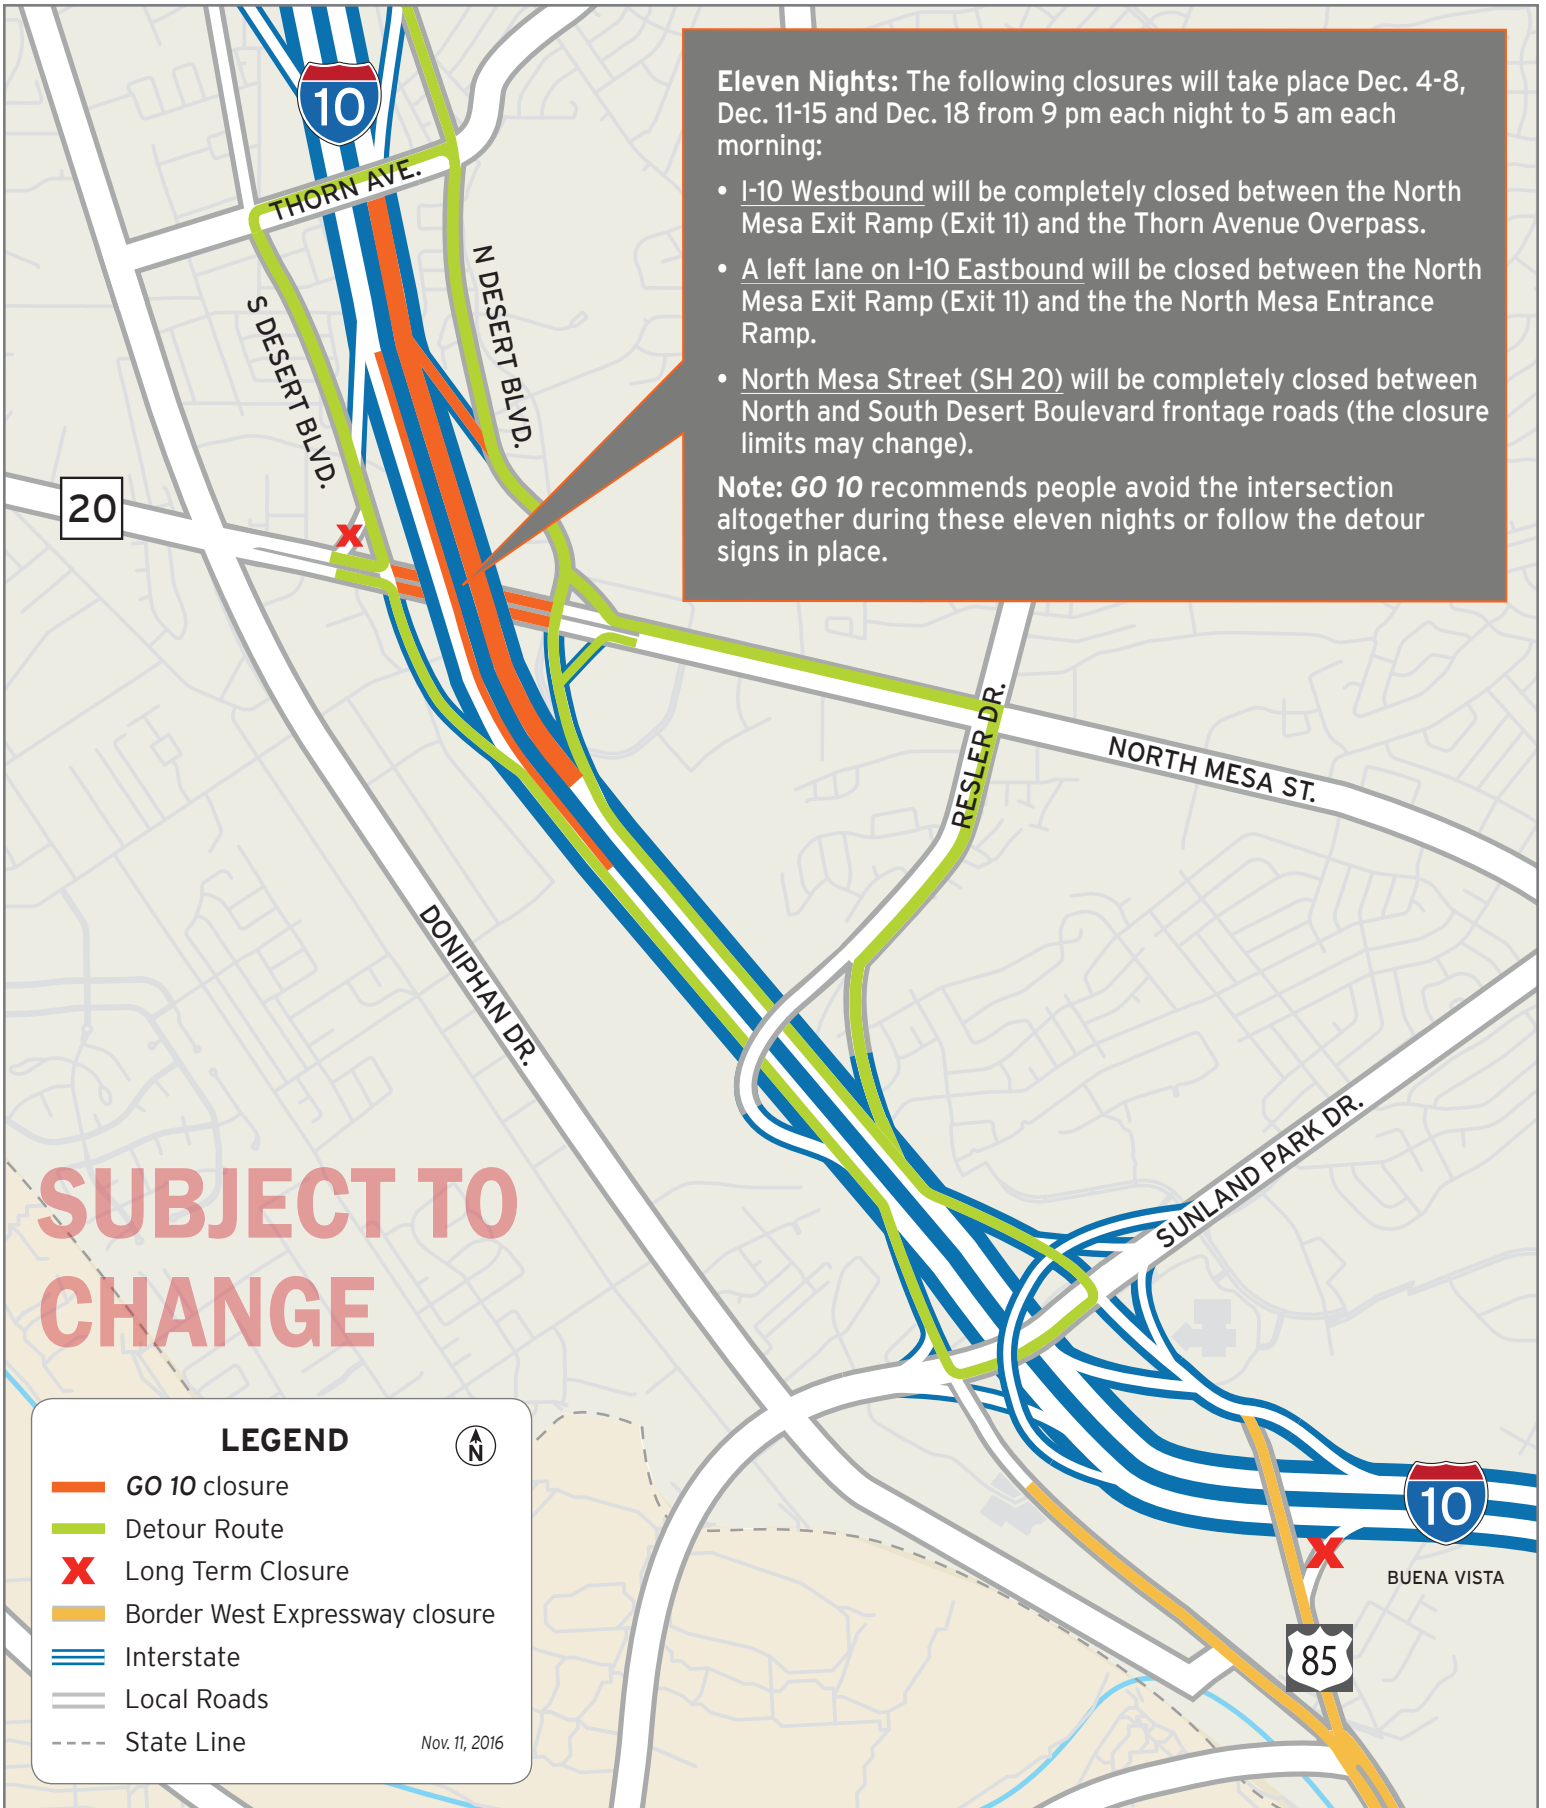 10
Eleven Nights: The following closures will take place Dec. 4-8,
Dec. 11-15 and Dec. 18 from 9 pm each night to 5 am each
morning:
• I-10 Westbound will be completely closed between the North
Mesa Exit Ramp (Exit 11) and the Thorn Avenue Overpass.
• A left lane on I-10 Eastbound will be closed between the North
Mesa Exit Ramp (Exit 11) and the the North Mesa Entrance
Ramp.
• North Mesa Street (SH 20) will be completely closed between
North and South Desert Boulevard frontage roads (the closure
limits may change).
Note: GO 10 recommends people avoid the intersection
altogether during these eleven nights or follow the detour
signs in place.
THORN AVE.
N DESERT BLVD.
S DESERT BLVD.
20
X
RESLER DR.
NORTH MESA ST.
DONIPHAN DR.
SUNLAND PARK DR.
SUBJECT TO
CHANGE
10
X
BUENA VISTA
85
LEGEND
N
GO 10 closure
Detour Route
X Long Term Closure
Border West Expressway closure
Interstate
Local Roads
State Line
Nov. 11, 2016